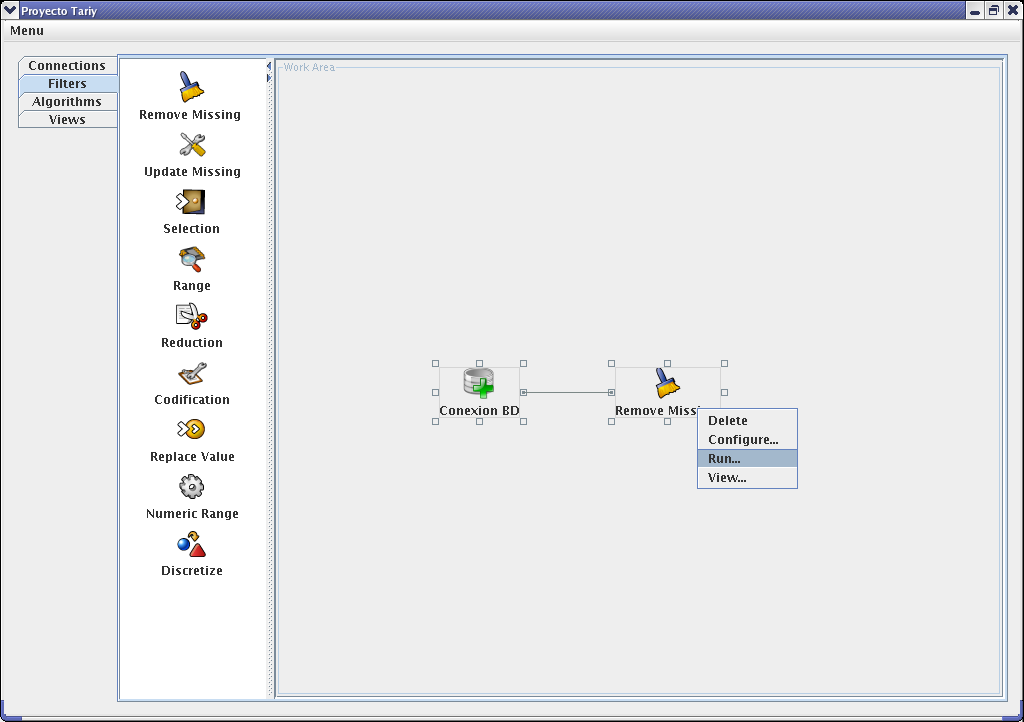 Proyecto Tariy
Menu
Connections
Filters
Algorithms
Views
Remove Missing
Update Missing
Selection
Range
Reduction
Codification
Replace Value
Numeric Range
Discretize
Work Area
Conexion BD
Remove Miss
Delete
Configure...
Run...
View...